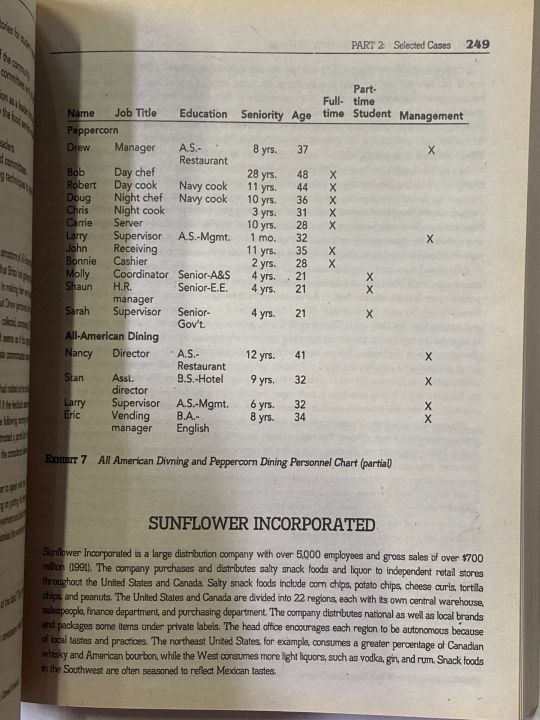 PART 2: Selected Cases 249
Part-
Full- time
Name Job Title Education Seniority Age time Student Management
Peppercorn
Drew Manager A.S.- 8 yrs. 37 X
Restaurant
Bob Day chef 28 yrs. 48 X
Robert Day cook Navy cook 11 yrs. 44 X
Doug Night chef Navy cook 10 yrs. 36 X
Chris Night cook 3 yrs. 31 X
Carrie Server 10 yrs. 28 X
Larry Supervisor A.S.-Mgmt. 1 mo. 32 X
John Receiving 11 yrs. 35 X
Bonnie Cashier 2 yrs. 28 X
Molly Coordinator Senior-A&S 4 yrs. 21 X
Shaun H.R. Senior-E.E. 4 yrs. 21 X
manager
Sarah Supervisor Senior- 4 yrs. 21 X
Gov't.
All-American Dining
Nancy Director A.S.- 12 yrs. 41 X
Restaurant
Stan Asst. B.S.-Hotel 9 yrs. 32 X
director
Larry Supervisor A.S.-Mgmt. 6 yrs. 32 X
Eric Vending B.A.- 8 yrs. 34 X
manager English
EXHIBIT 7 All American Divning and Peppercorn Dining Personnel Chart (partial)
SUNFLOWER INCORPORATED
Sunflower Incorporated is a large distribution company with over 5,000 employees and gross sales of over $700
million (1991). The company purchases and distributes salty snack foods and liquor to independent retail stores
throughout the United States and Canada. Salty snack foods include corn chips, potato chips, cheese curls, tortilla
chips, and peanuts. The United States and Canada are divided into 22 regions, each with its own central warehouse,
salespeople, finance department, and purchasing department. The company distributes national as well as local brands
and packages some items under private labels. The head office encourages each region to be autonomous because
of local tastes and practices. The northeast United States, for example, consumes a greater percentage of Canadian
whisky and American bourbon, while the West consumes more light liquors, such as vodka, gin, and rum. Snack foods
in the Southwest are often seasoned to reflect Mexican tastes.